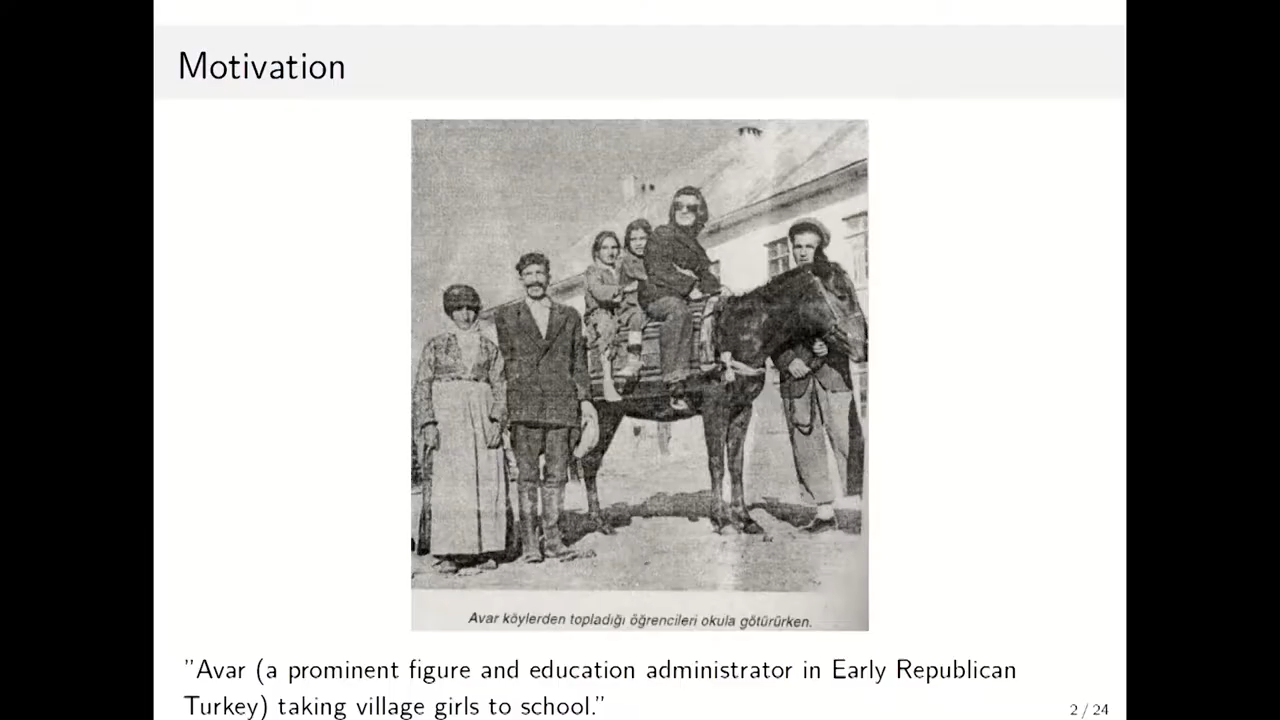 Motivation
Avar köylerden topladığı öğrencileri okula götürürken.
"Avar (a prominent figure and education administrator in Early Republican
Turkey) taking village girls to school."
2 / 24